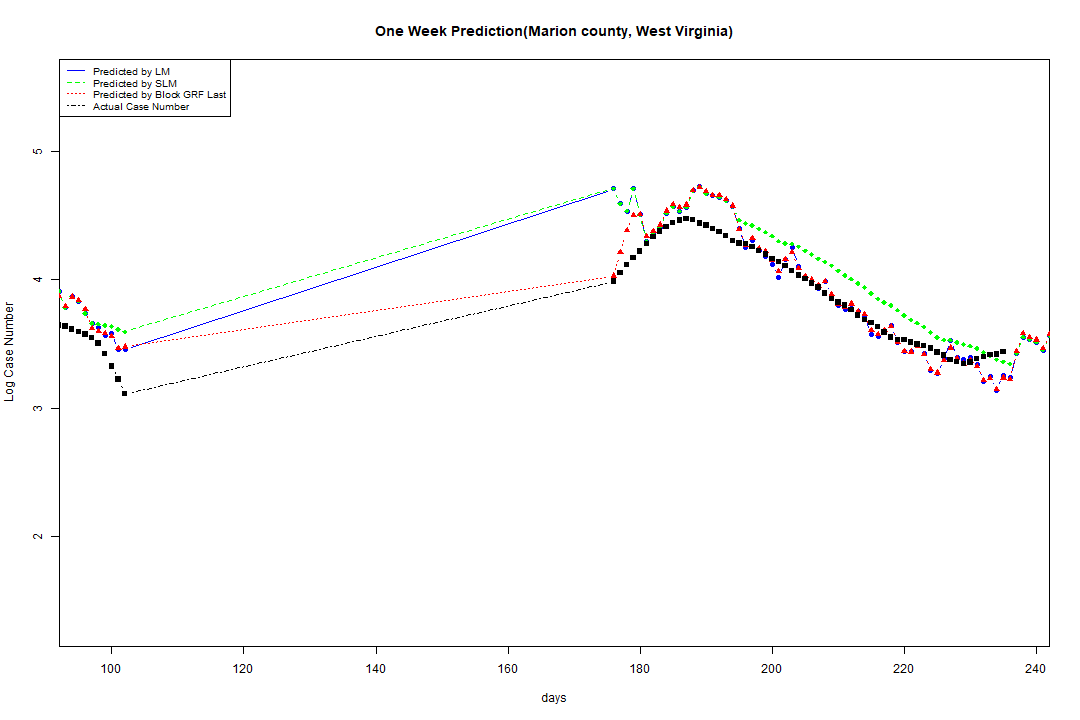 One Week Prediction(Marion county, West Virginia)
Predicted by LM
Predicted by SLM
Predicted by Block GRF Last
Actual Case Number
5
4
3
2
Log Case Number
100 120 140 160 180 200 220 240
days